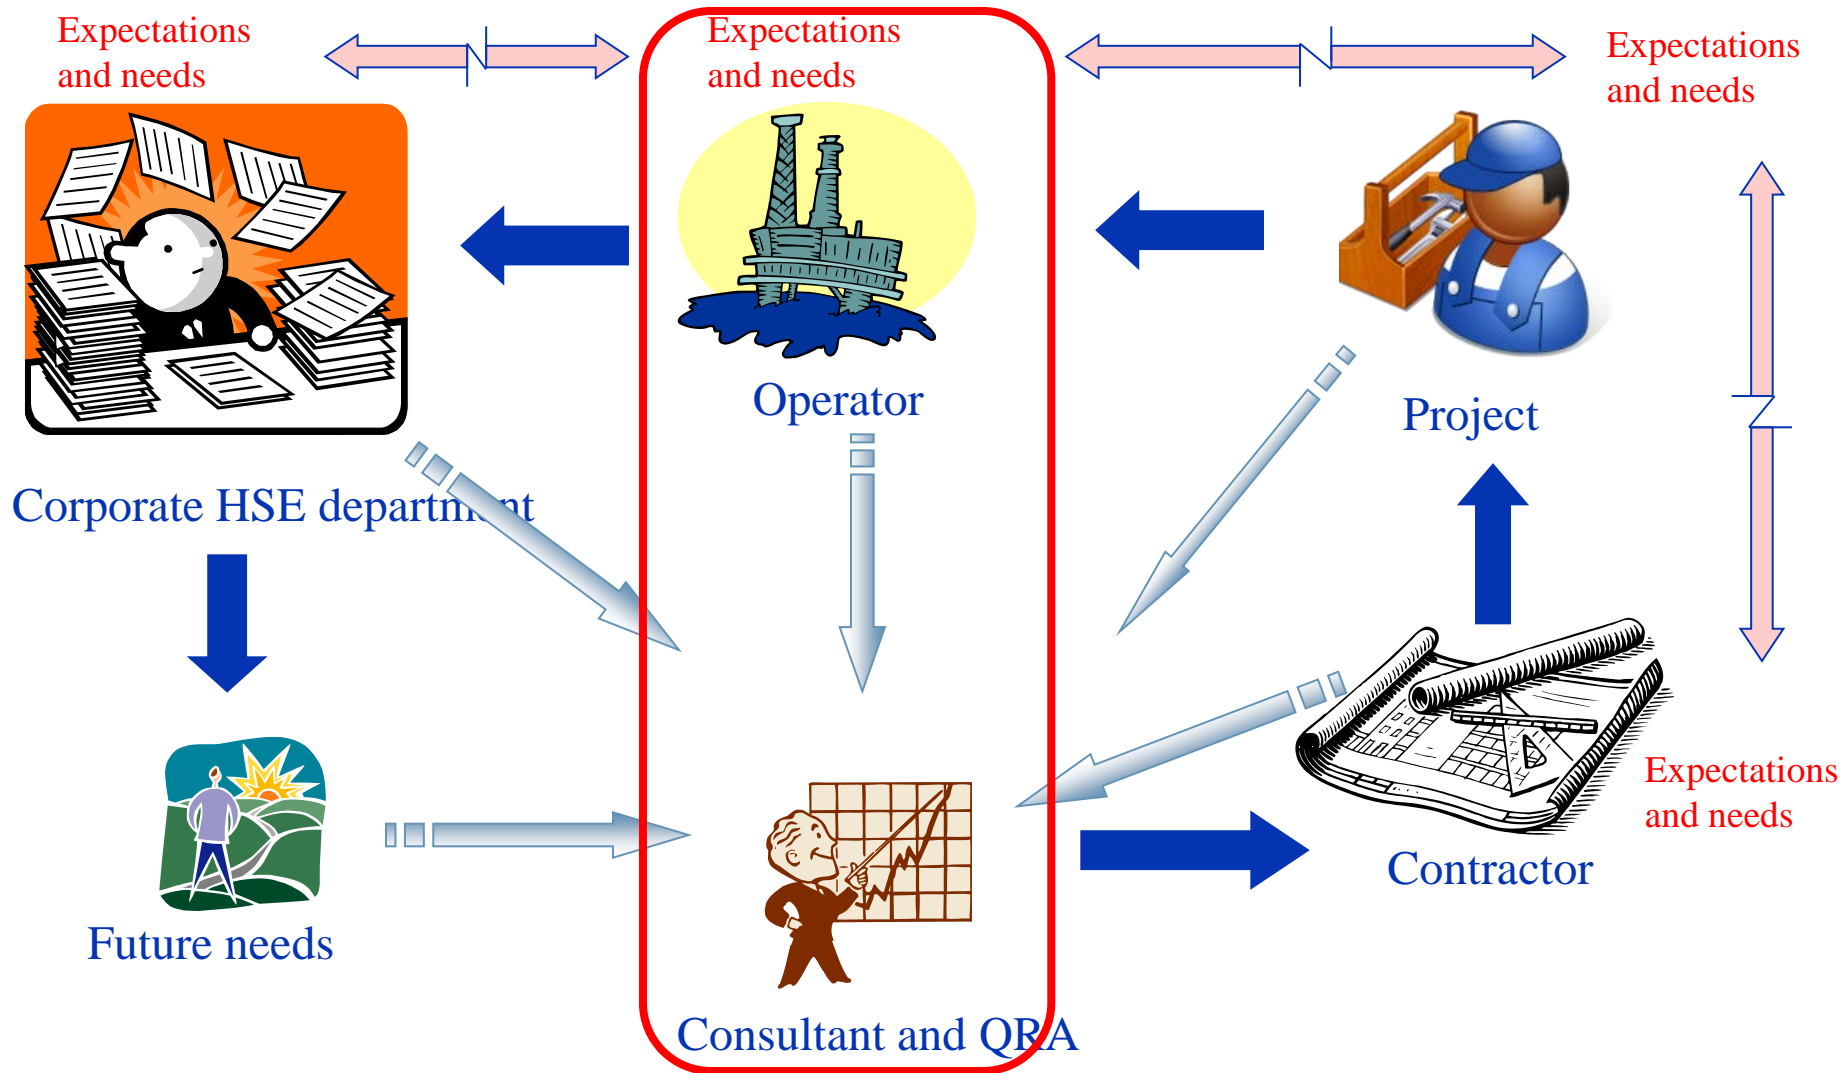 Expectations
and needs
Expectations
and needs
Expectations
and needs
Operator
Project
Corporate HSE department
Expectations
and needs
Contractor
Future needs
Consultant and QRA